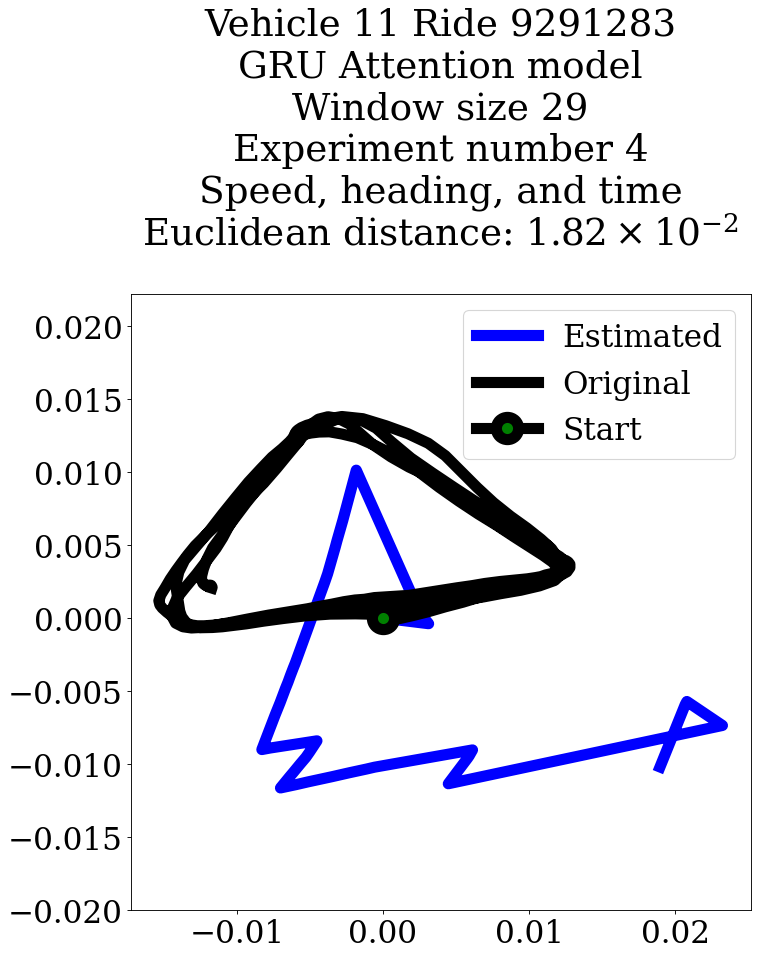 Vehicle 11 Ride 9291283
GRU Attention model
Window size 29
Experiment number 4
Speed, heading, and time
Euclidean distance: 1.82 × 10⁻²
Estimated
Original
Start
0.020
0.015
0.010
0.005
0.000
−0.005
−0.010
−0.015
−0.020
−0.01 0.00 0.01 0.02